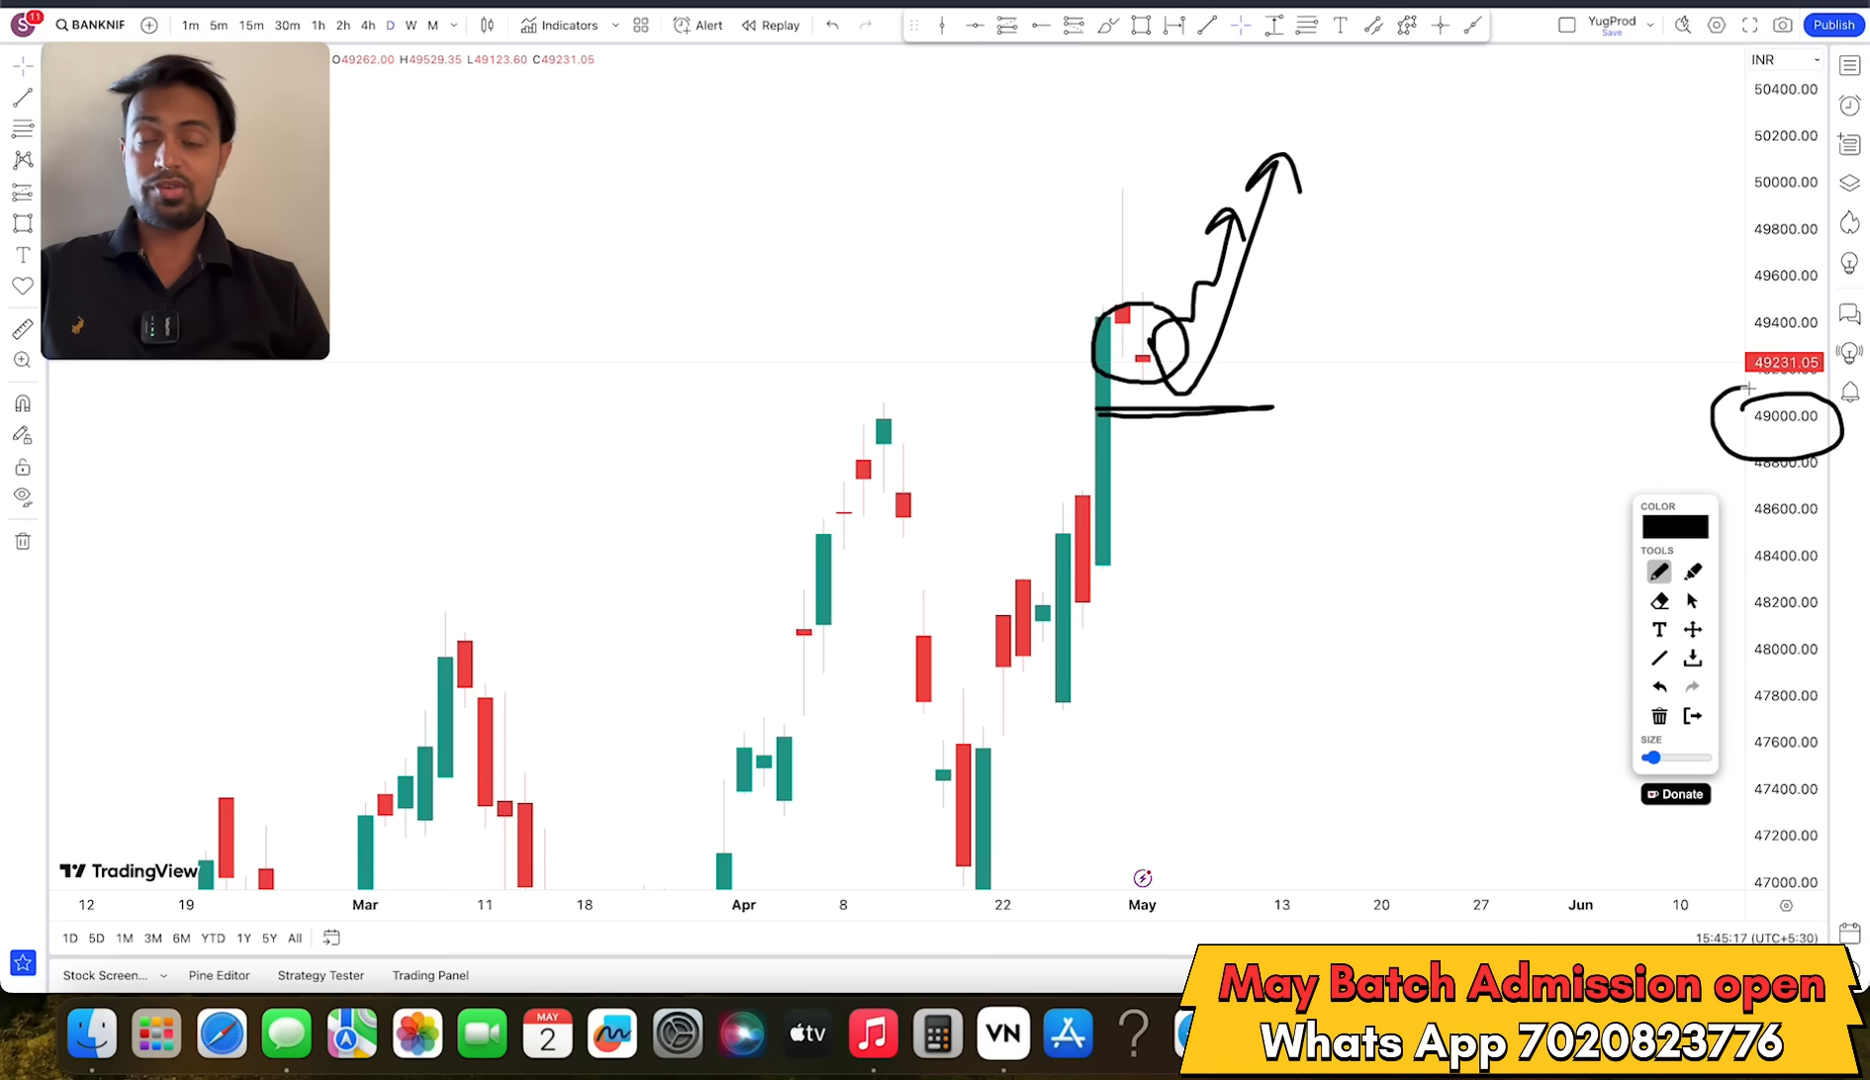 S 11 BANKNIF 1m 5m 15m 30m 1h 2h 4h D W M Indicators Alert Replay T YugProd Save Publish
O49262.00 H49529.35 L49123.60 C49231.05
INR
50400.00
50200.00
50000.00
49800.00
49600.00
49400.00
49231.05
49000.00
48800.00
48600.00
48400.00
48200.00
48000.00
47800.00
47600.00
47400.00
47200.00
47000.00
COLOR
TOOLS
T
SIZE
Donate
TradingView
12 19 Mar 11 18 Apr 8 22 May 13 20 27 Jun 10
1D 5D 1M 3M 6M YTD 1Y 5Y All 15:45:17 (UTC+5:30)
Stock Screen... Pine Editor Strategy Tester Trading Panel
May Batch Admission open
Whats App 7020823776
MAY
2
tv
VN
?